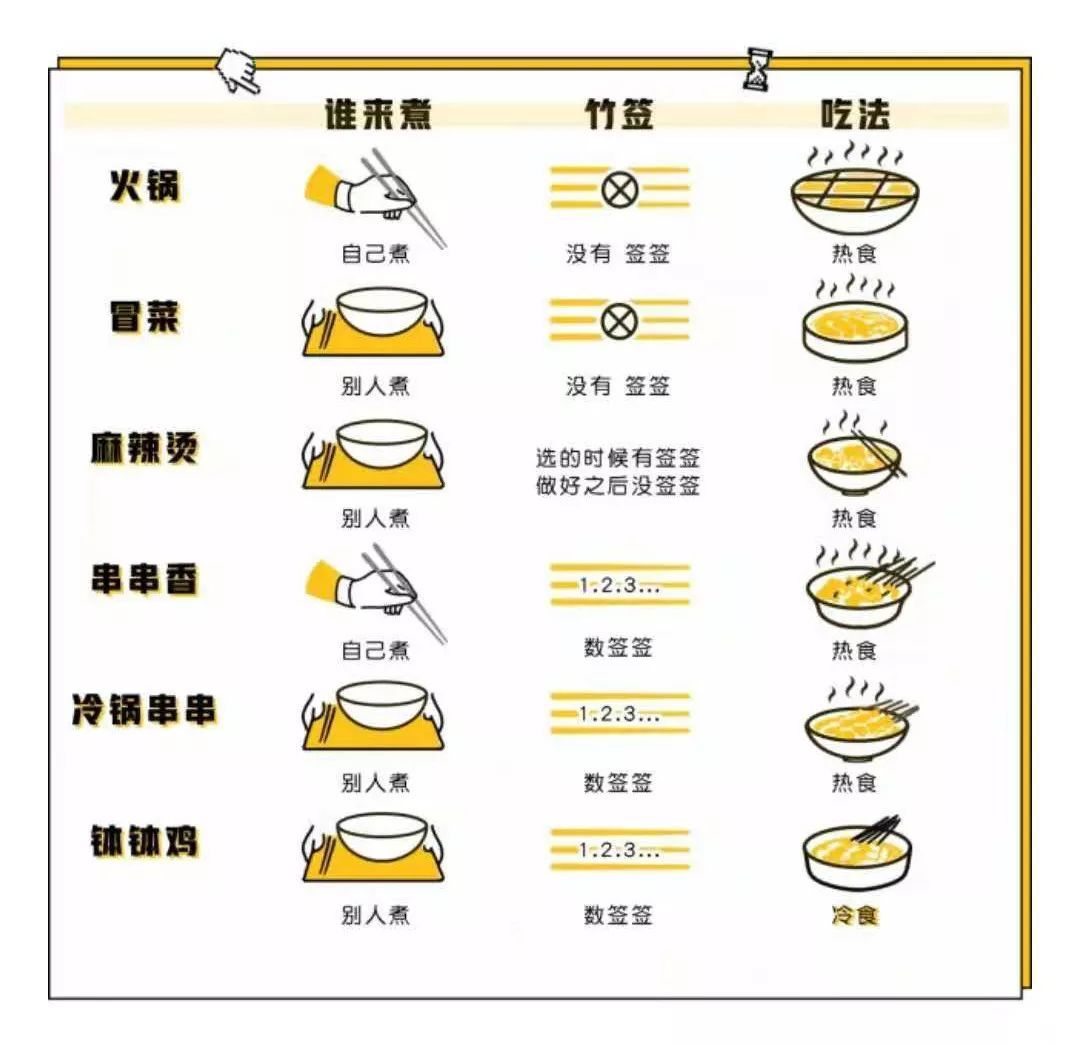 谁来煮 竹签 吃法
火锅
自己煮 没有 签签 热食
冒菜
别人煮 没有 签签 热食
麻辣烫
选的时候有签签
做好之后没签签
别人煮 热食
串串香
1.2.3...
自己煮 数签签 热食
冷锅串串
1.2.3...
别人煮 数签签 热食
钵钵鸡
1.2.3...
别人煮 数签签 冷食